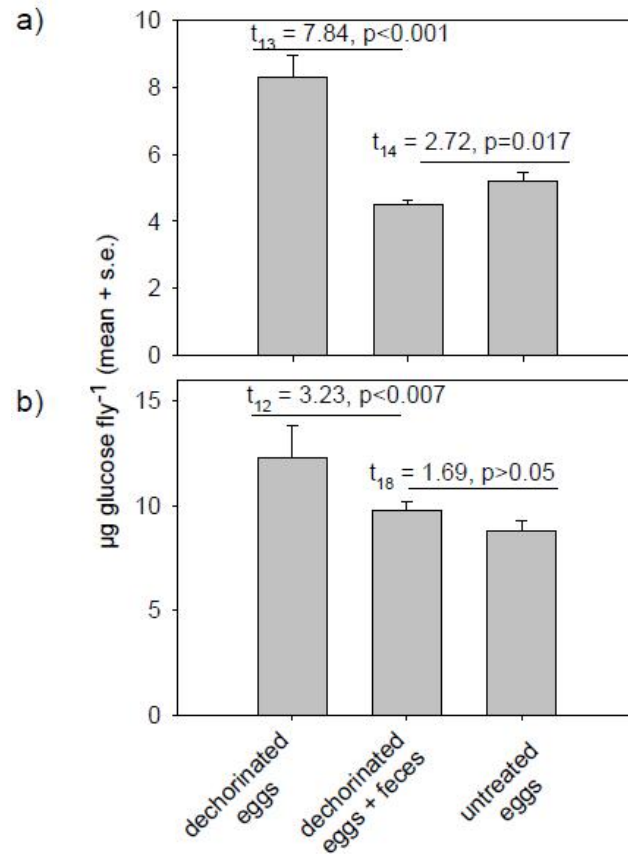 a)
10
8
6
4
2
0
t13 = 7.84, p<0.001
t14 = 2.72, p=0.017
µg glucose fly⁻¹ (mean + s.e.)
b)
15
10
5
0
t12 = 3.23, p<0.007
t18 = 1.69, p>0.05
dechorinated
eggs
dechorinated
eggs + feces
untreated
eggs